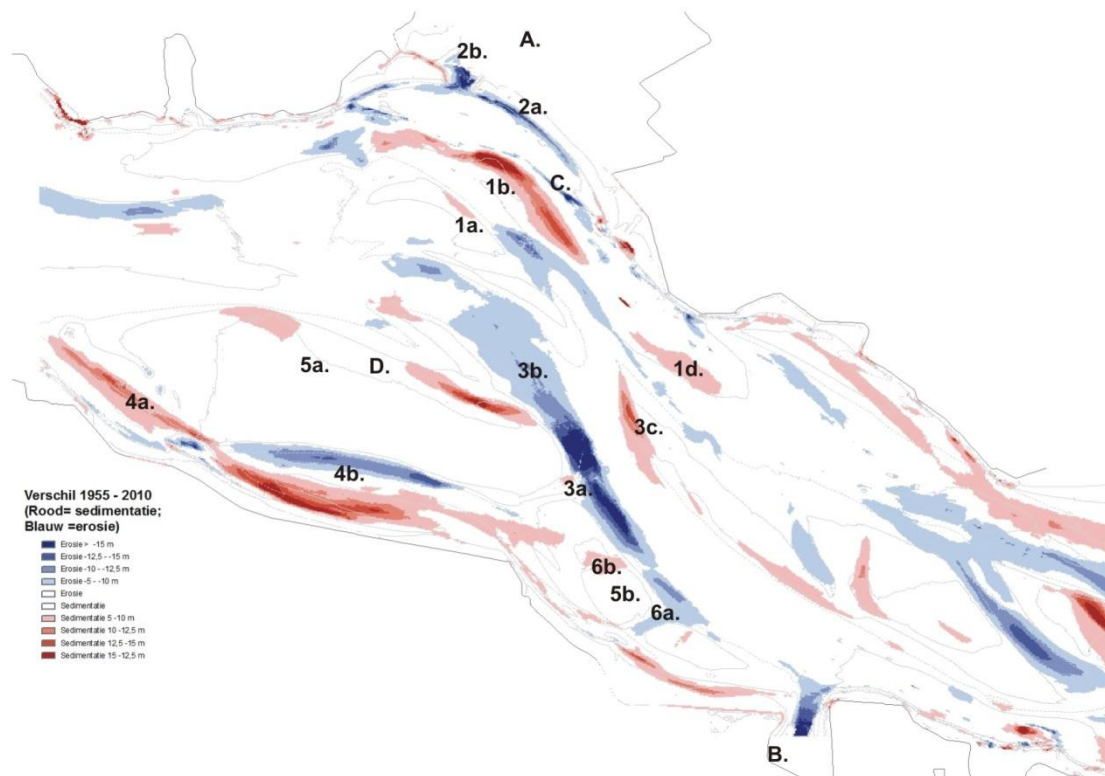 A.
2b.
2a.
C.
1b.
1a.
5a.
D.
3b.
1d.
4a.
3c.
4b.
3a.
Verschil 1955 - 2010
(Rood= sedimentatie;
Blauw =erosie)
Erosie > -15 m
Erosie -12,5 - -15 m
Erosie -10 - -12,5 m
Erosie -5 - -10 m
Erosie
Sedimentatie
Sedimentatie 5 -10 m
Sedimentatie 10 -12,5 m
Sedimentatie 12,5 -15 m
Sedimentatie 15 -12,5 m
6b.
5b.
6a.
B.